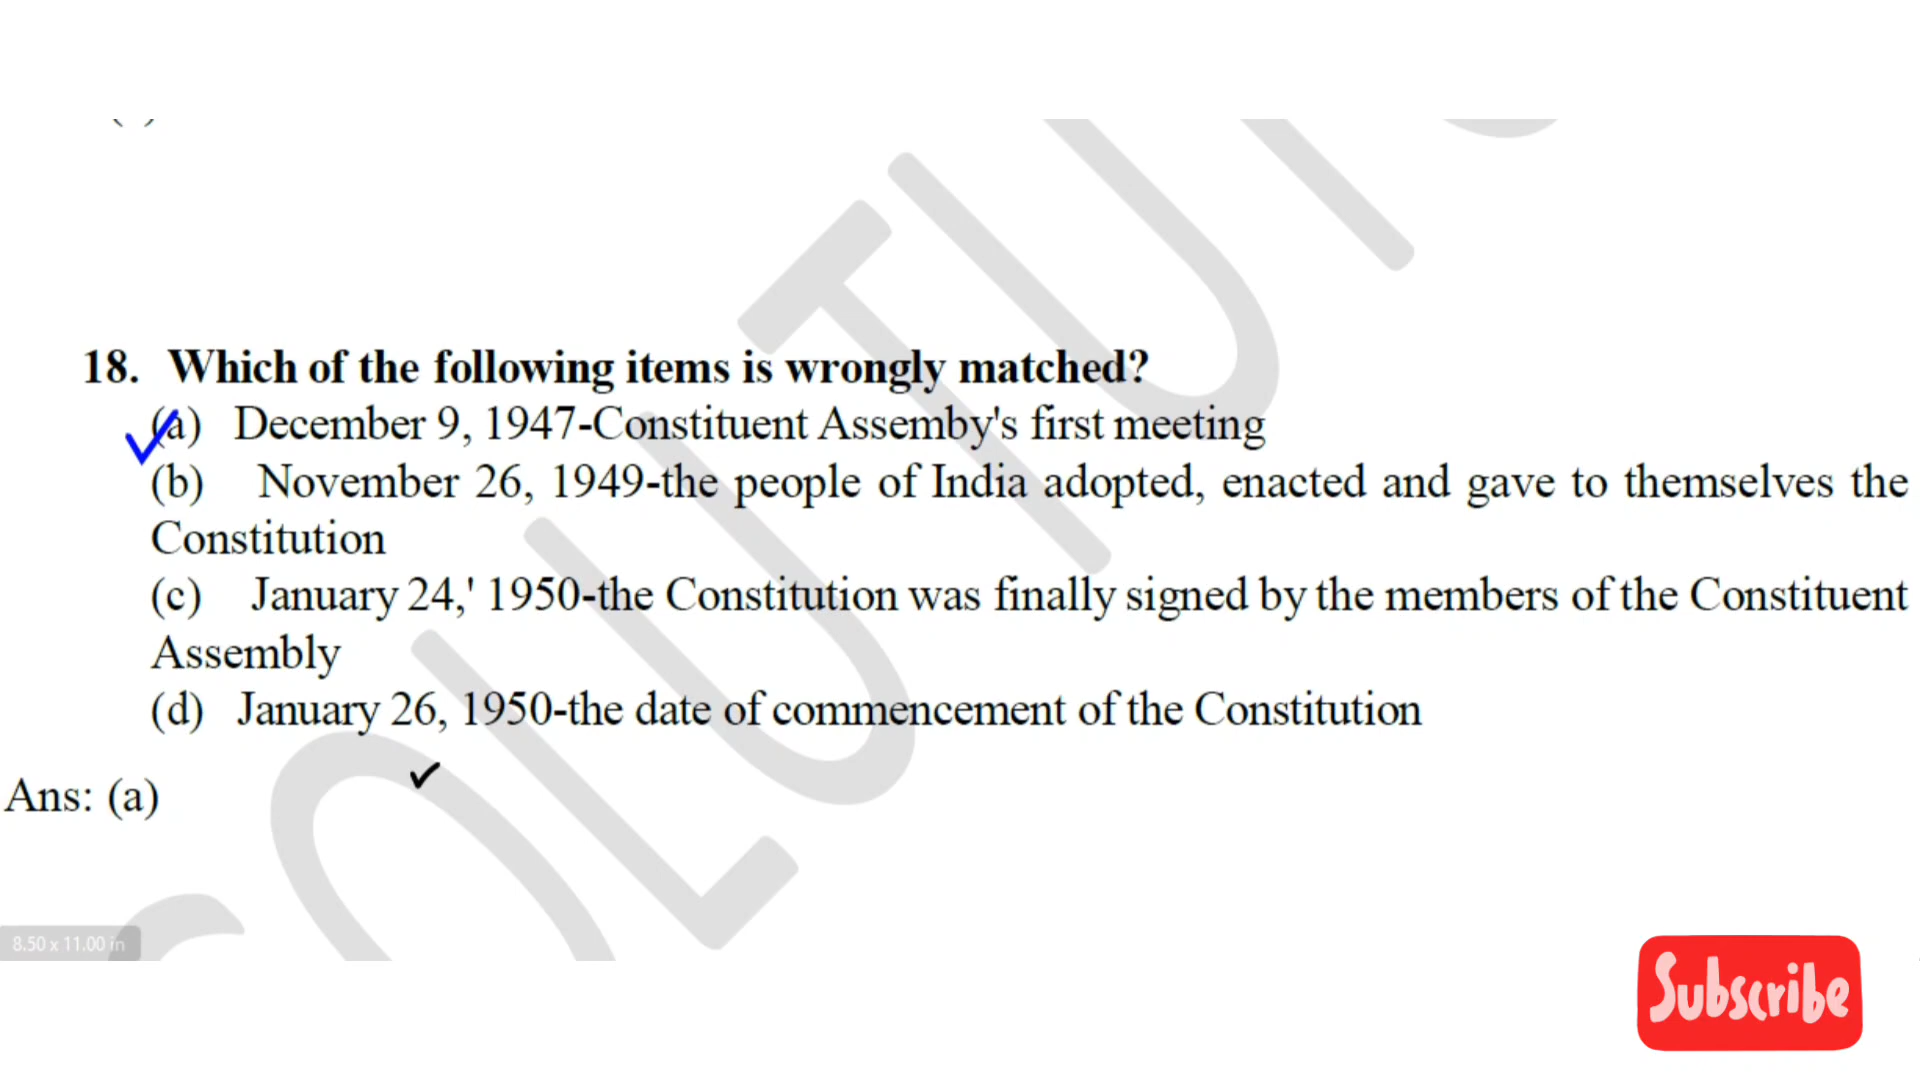 18. Which of the following items is wrongly matched?
(a) December 9, 1947-Constituent Assemby's first meeting
(b) November 26, 1949-the people of India adopted, enacted and gave to themselves the
Constitution
(c) January 24,' 1950-the Constitution was finally signed by the members of the Constituent
Assembly
(d) January 26, 1950-the date of commencement of the Constitution
Ans: (a)
8.50 x 11.00 in
Subscribe